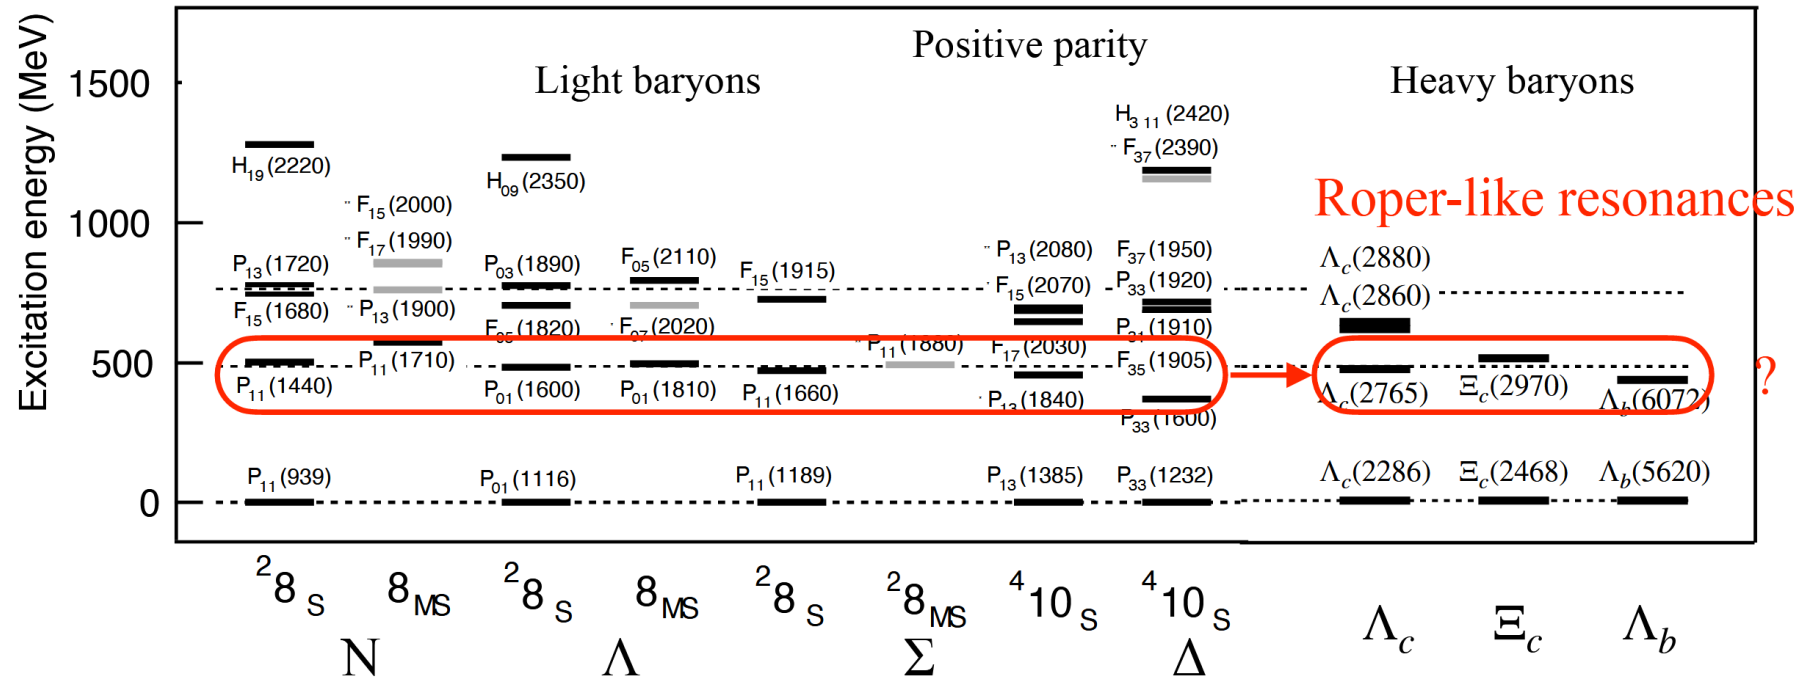 Positive parity
Light baryons
Heavy baryons
Roper-like resonances
Excitation energy (MeV)
1500
1000
500
0
H19(2220)
P13(1720)
F15(1680)
P11(1440)
P11(939)
F15(2000)
F17(1990)
P13(1900)
P11(1710)
H09(2350)
P03(1890)
F05(1820)
P01(1600)
P01(1116)
F05(2110)
F07(2020)
P01(1810)
F15(1915)
P11(1660)
P11(1189)
P11(1880)
P13(2080)
F15(2070)
F17(2030)
P13(1840)
P13(1385)
H3 11(2420)
F37(2390)
F37(1950)
P33(1920)
P31(1910)
F35(1905)
P33(1600)
P33(1232)
Λc(2880)
Λc(2860)
Λc(2765)
Λc(2286)
Ξc(2970)
Ξc(2468)
Λb(6072)
Λb(5620)
?
²8S 8MS ²8S 8MS ²8S ²8MS ⁴10S ⁴10S
N Λ Σ Δ Λc Ξc Λb